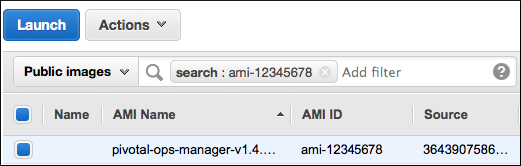 Launch Actions
Public images search : ami-12345678 Add filter ?
Name AMI Name AMI ID Source
pivotal-ops-manager-v1.4.... ami-12345678 3643907586...